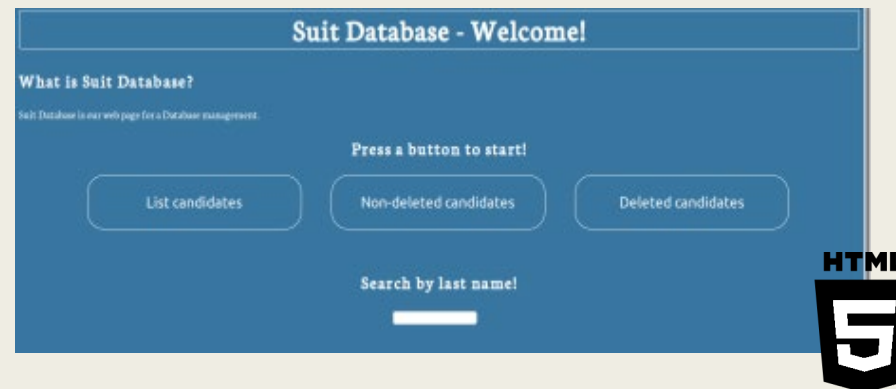 Suit Database - Welcome!
What is Suit Database?
Suit Database is our web page for a Database management.
Press a button to start!
List candidates
Non-deleted candidates
Deleted candidates
Search by last name!
HTML
5